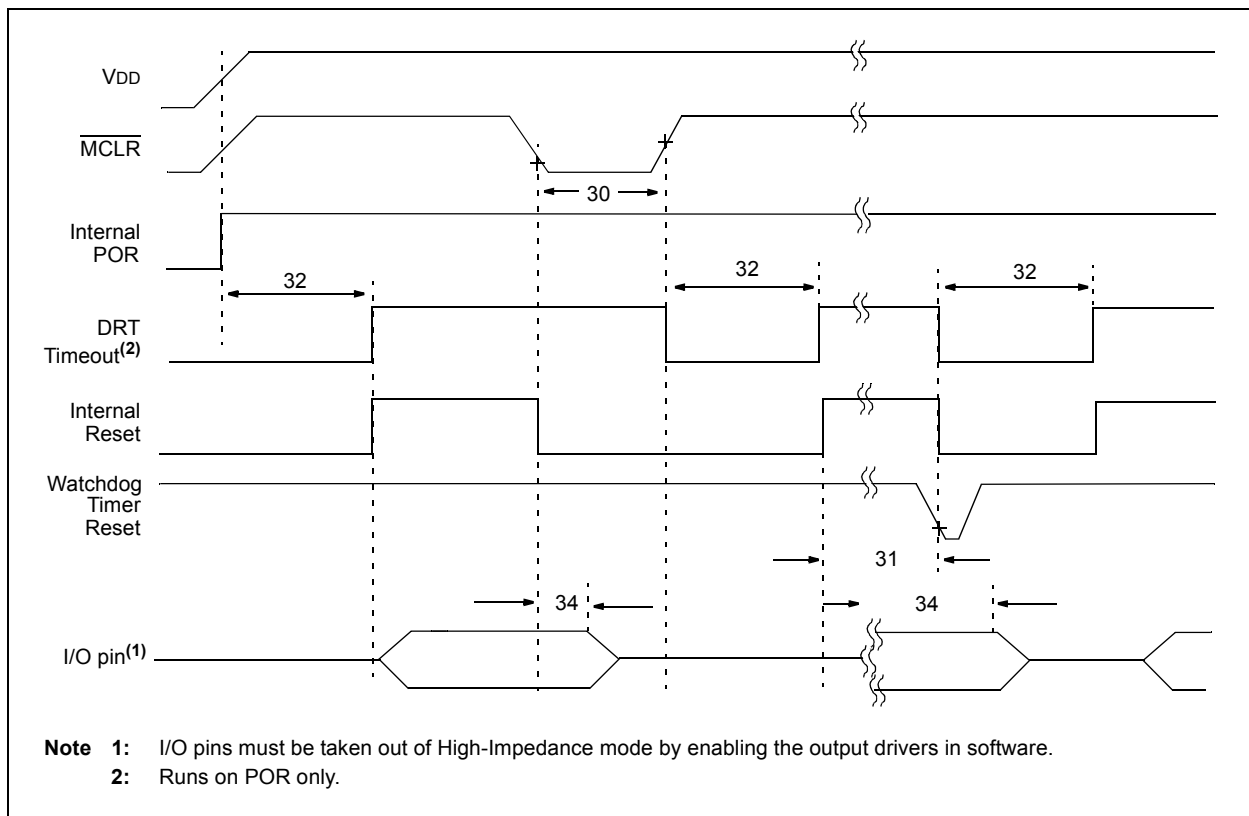 VDD
MCLR
30
Internal
POR
32
32
32
DRT
Timeout(2)
Internal
Reset
Watchdog
Timer
Reset
31
34
34
I/O pin(1)
Note 1: I/O pins must be taken out of High-Impedance mode by enabling the output drivers in software.
2: Runs on POR only.